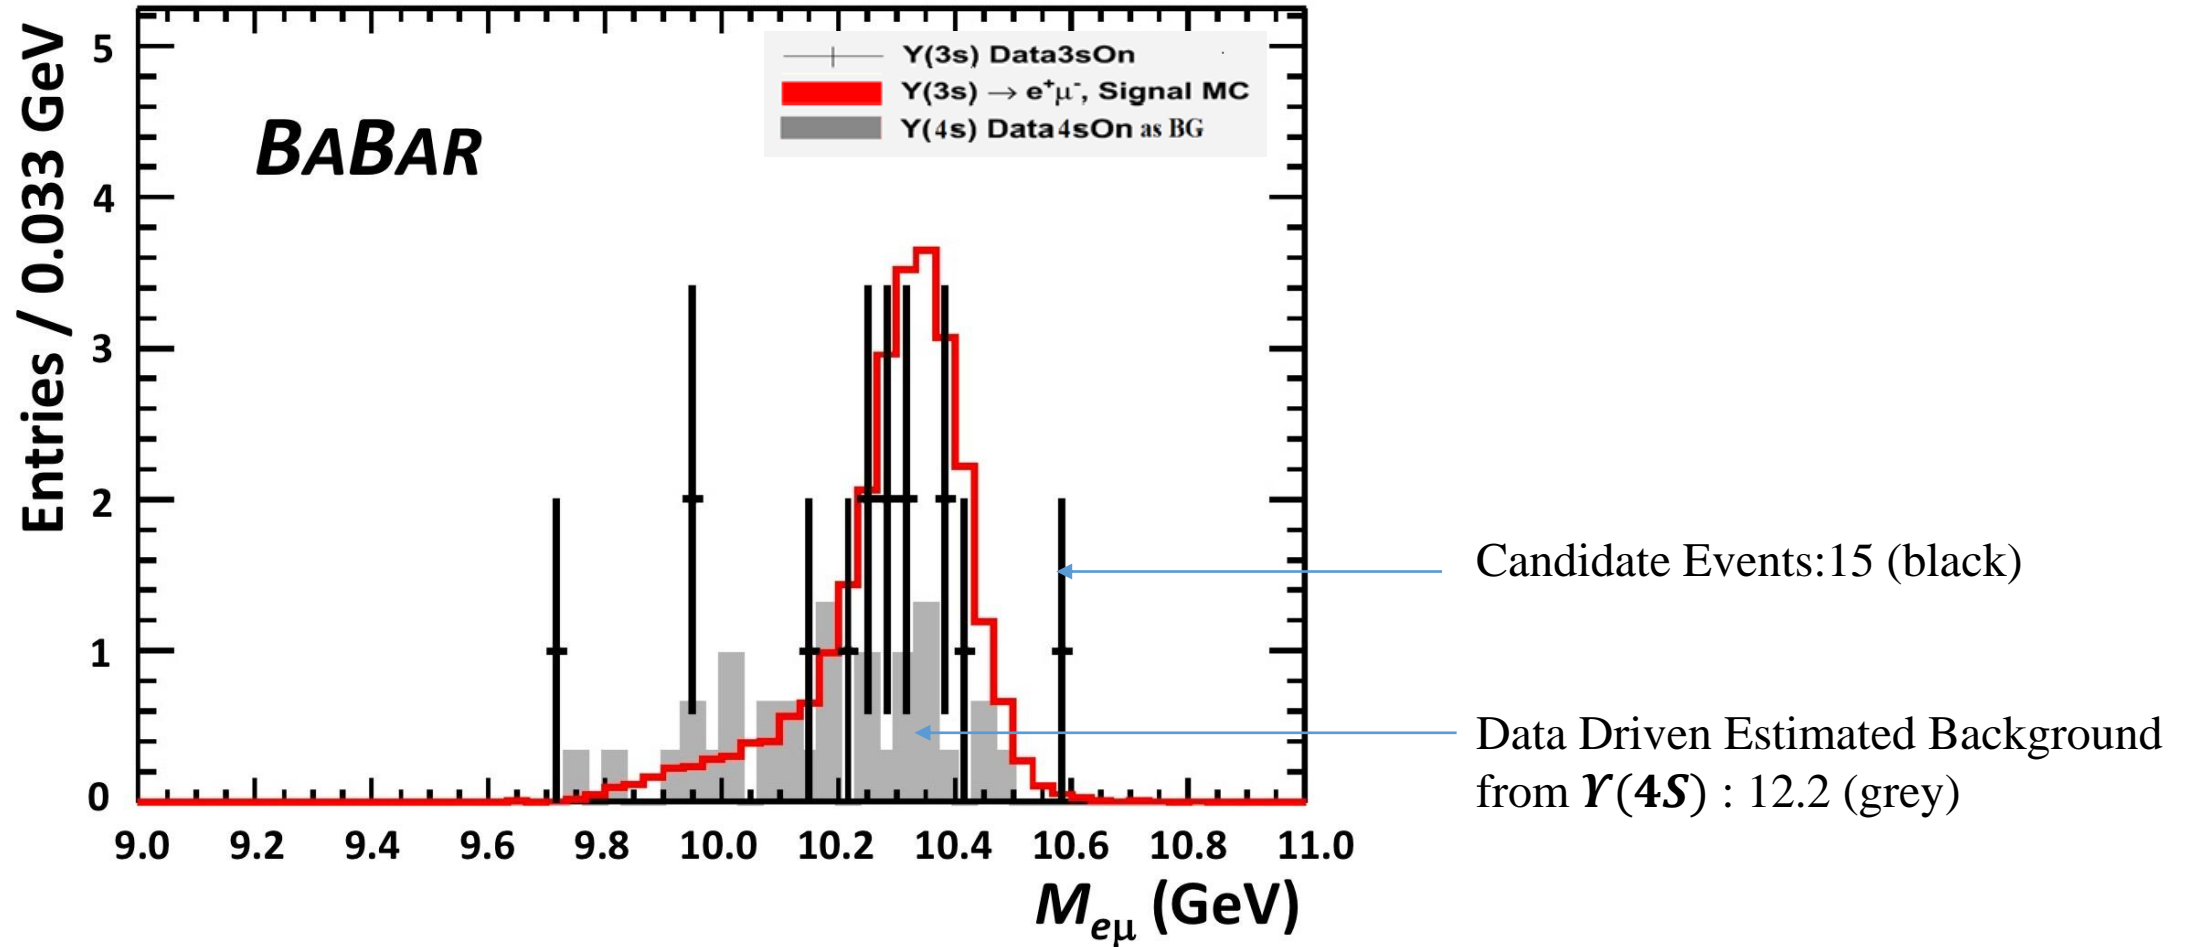 Entries / 0.033 GeV
5
4
3
2
1
0
BABAR
Υ(3s) Data3sOn
Υ(3s) → e⁺μ⁻, Signal MC
Υ(4s) Data4sOn as BG
9.0 9.2 9.4 9.6 9.8 10.0 10.2 10.4 10.6 10.8 11.0
M_eμ (GeV)
Candidate Events:15 (black)
Data Driven Estimated Background
from ϒ(4S) : 12.2 (grey)